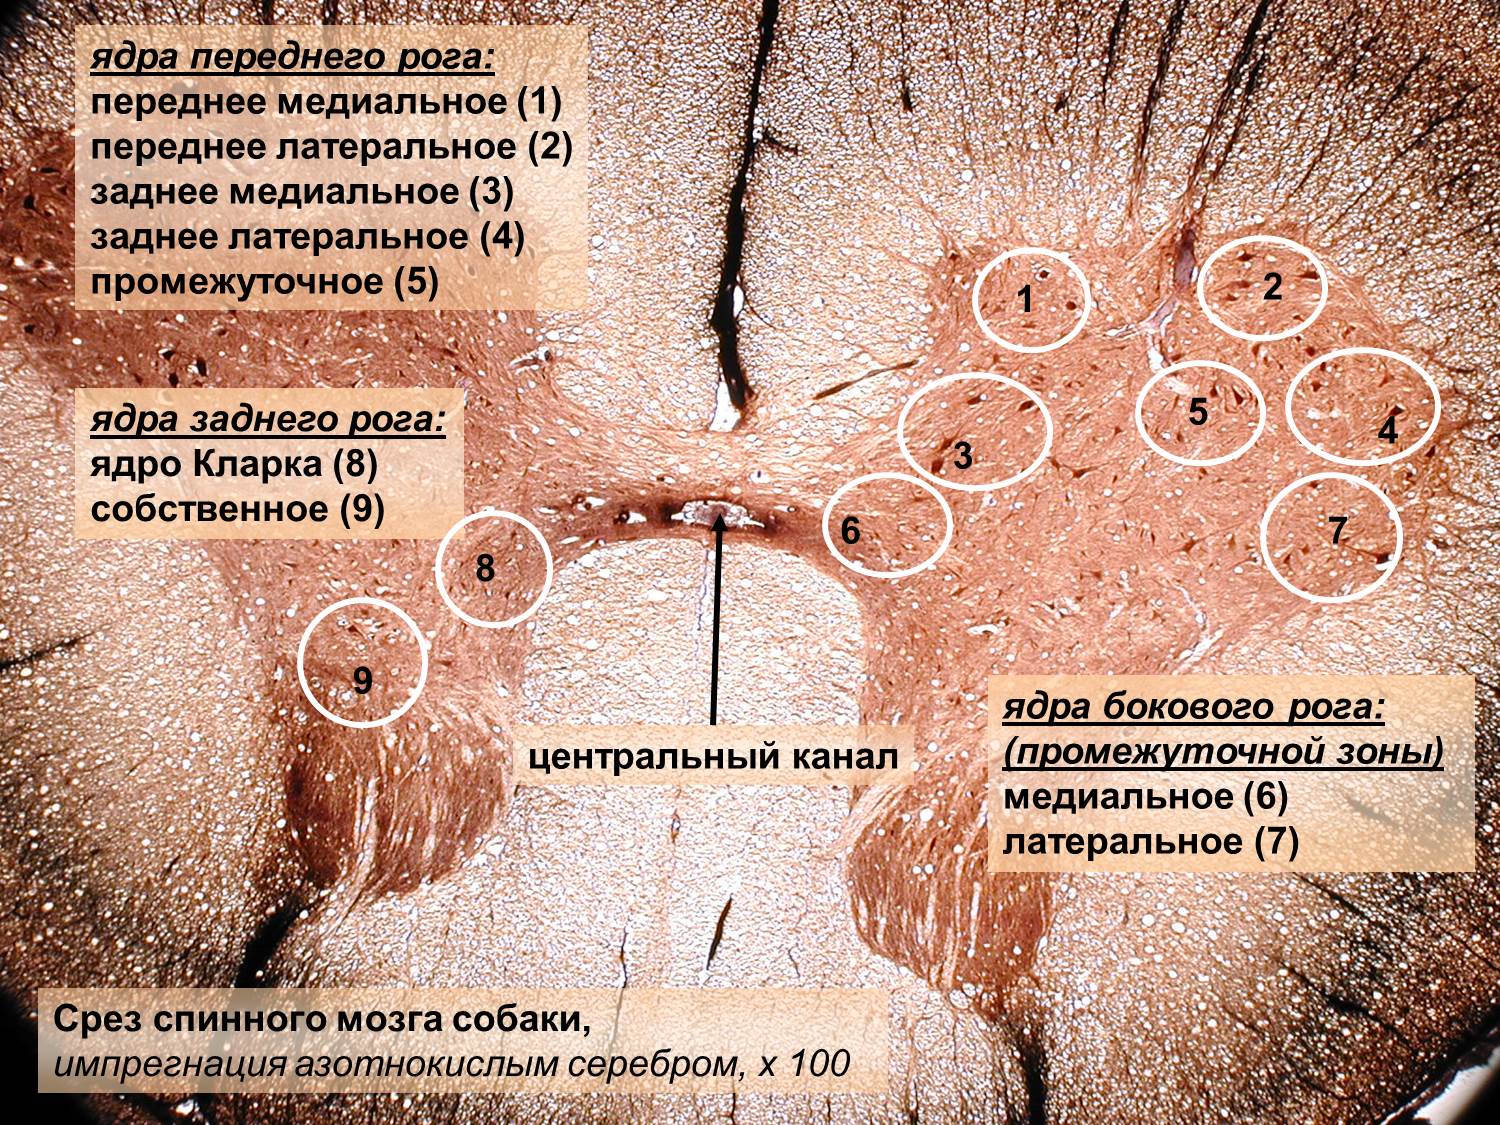 ядра переднего рога:
переднее медиальное (1)
переднее латеральное (2)
заднее медиальное (3)
заднее латеральное (4)
промежуточное (5)
1
2
3
4
5
ядра заднего рога:
ядро Кларка (8)
собственное (9)
6
7
8
9
центральный канал
ядра бокового рога:
(промежуточной зоны)
медиальное (6)
латеральное (7)
Срез спинного мозга собаки,
импрегнация азотнокислым серебром, х 100